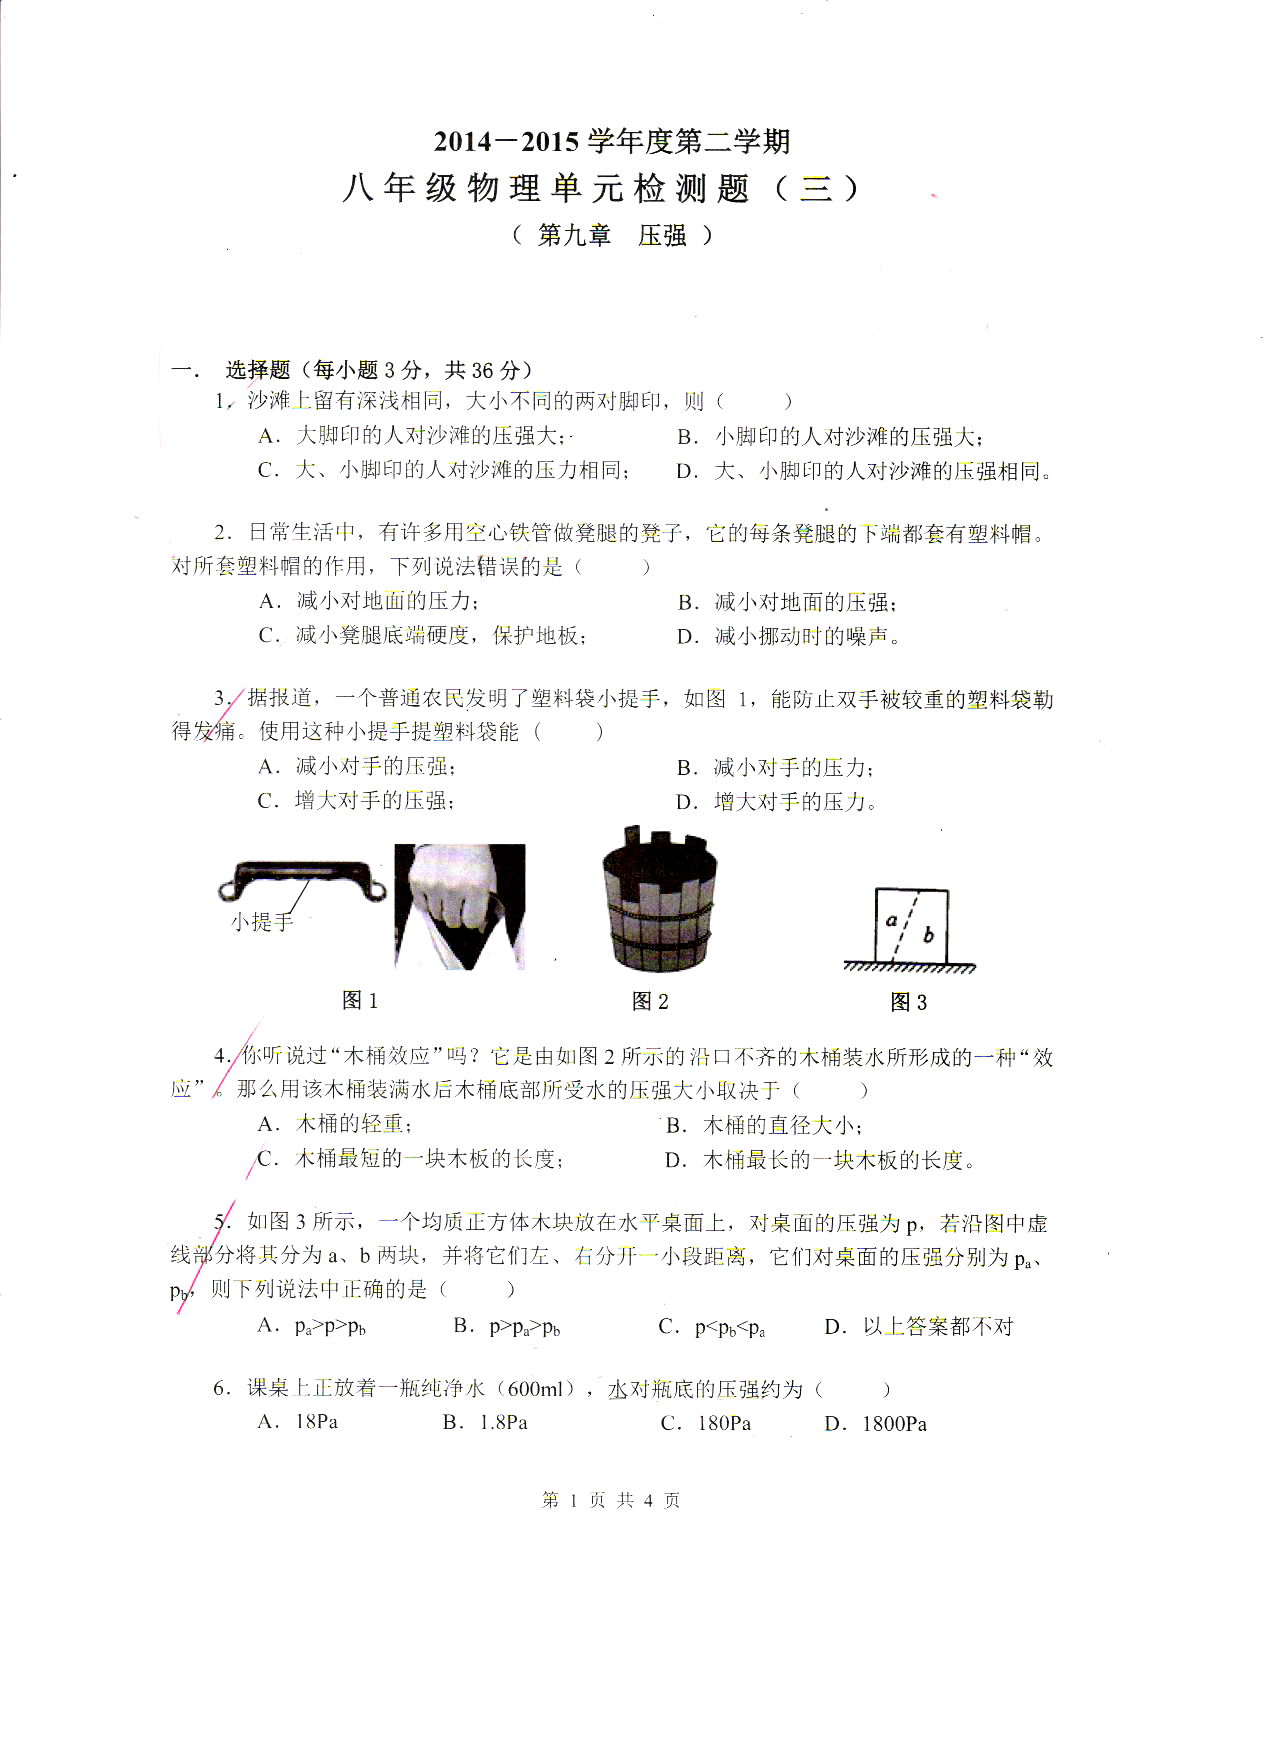 2014－2015 学年度第二学期
八年级物理单元检测题（三）
（ 第九章 压强 ）
一． 选择题（每小题 3 分，共 36 分）
1．沙滩上留有深浅相同，大小不同的两对脚印，则（ ）
A．大脚印的人对沙滩的压强大； B．小脚印的人对沙滩的压强大；
C．大、小脚印的人对沙滩的压力相同； D．大、小脚印的人对沙滩的压强相同。
2．日常生活中，有许多用空心铁管做凳腿的凳子，它的每条凳腿的下端都套有塑料帽。
对所套塑料帽的作用，下列说法错误的是（ ）
A．减小对地面的压力； B．减小对地面的压强；
C．减小凳腿底端硬度，保护地板； D．减小挪动时的噪声。
3．据报道，一个普通农民发明了塑料袋小提手，如图 1，能防止双手被较重的塑料袋勒
得发痛。使用这种小提手提塑料袋能（ ）
A．减小对手的压强； B．减小对手的压力；
C．增大对手的压强； D．增大对手的压力。
小提手
a
b
图 1 图 2 图 3
4．你听说过“木桶效应”吗？它是由如图 2 所示的沿口不齐的木桶装水所形成的一种“效
应”。那么用该木桶装满水后木桶底部所受水的压强大小取决于（ ）
A．木桶的轻重； B．木桶的直径大小；
C．木桶最短的一块木板的长度； D．木桶最长的一块木板的长度。
5．如图 3 所示，一个均质正方体木块放在水平桌面上，对桌面的压强为 p，若沿图中虚
线部分将其分为 a、b 两块，并将它们左、右分开一小段距离，它们对桌面的压强分别为 pa、
pb，则下列说法中正确的是（ ）
A．pa>p>pb B．p>pa>pb C．p<pb<pa D．以上答案都不对
6．课桌上正放着一瓶纯净水（600ml），水对瓶底的压强约为（ ）
A．18Pa B．1.8Pa C．180Pa D．1800Pa
第 1 页 共 4 页